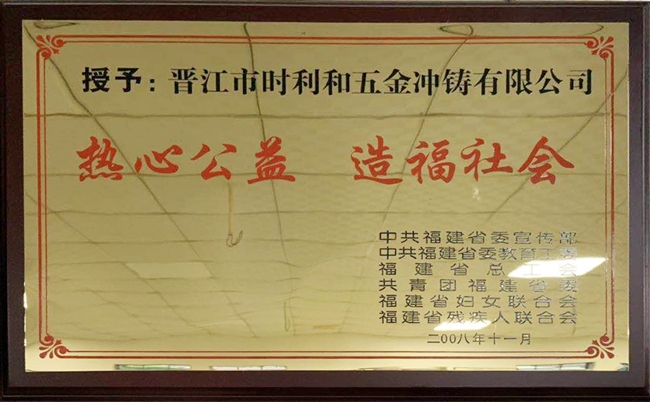 授予：晋江市时利和五金冲铸有限公司
热心公益 造福社会
中共福建省委宣传部
中共福建省委教育工委
福建省总工会
共青团福建省委
福建省妇女联合会
福建省残疾人联合会
二00八年十一月